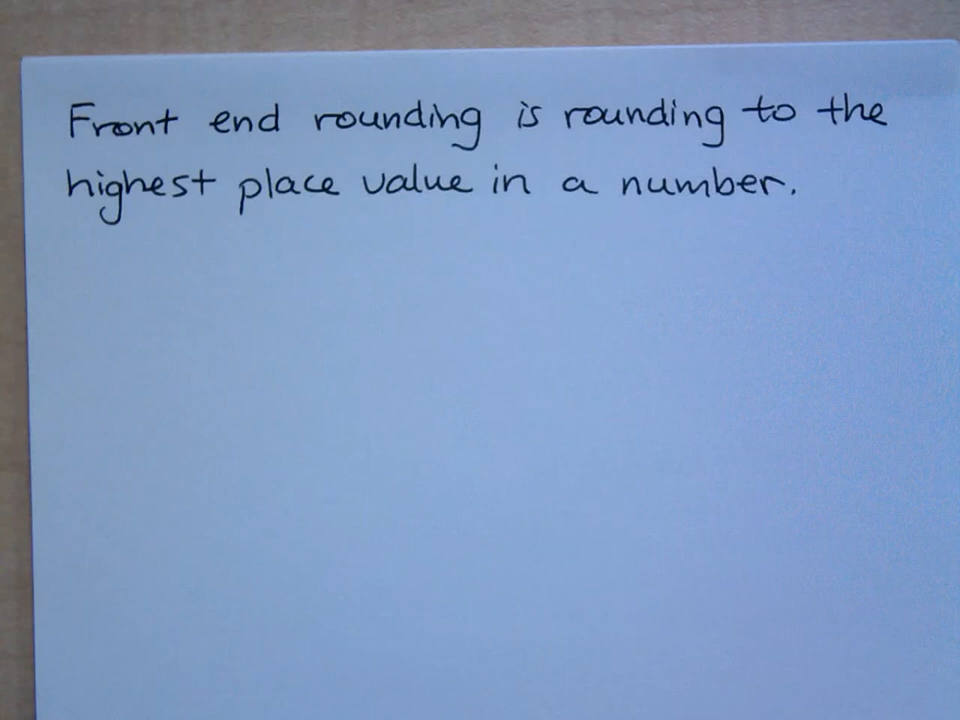 Front end rounding is rounding to the
highest place value in a number.